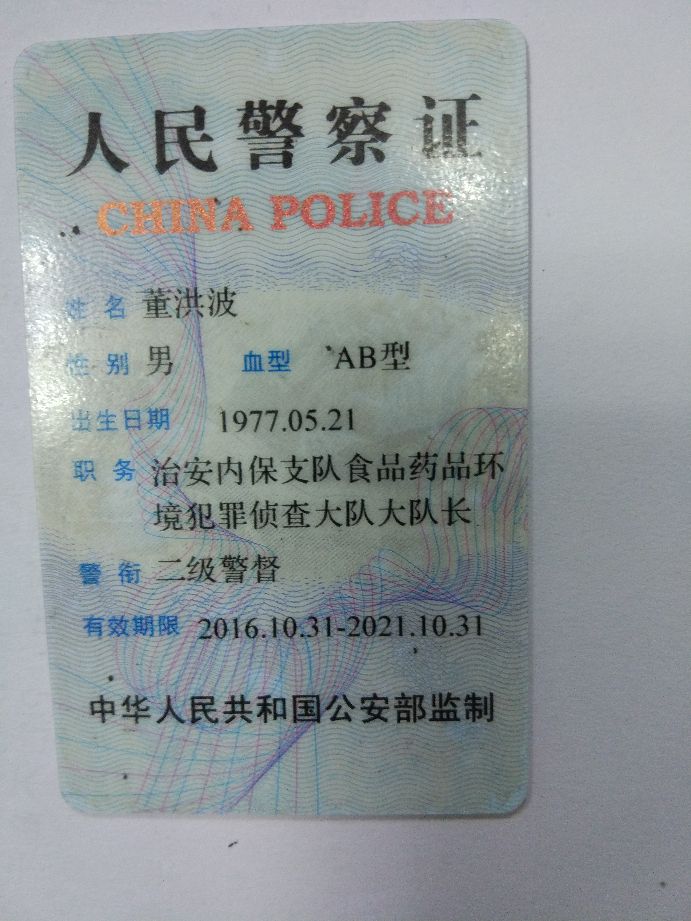 人民警察证
CHINA POLICE
姓名 董洪波
性别 男 血型 AB型
出生日期 1977.05.21
职务 治安内保支队食品药品环
境犯罪侦查大队大队长
警衔 二级警督
有效期限 2016.10.31-2021.10.31
中华人民共和国公安部监制